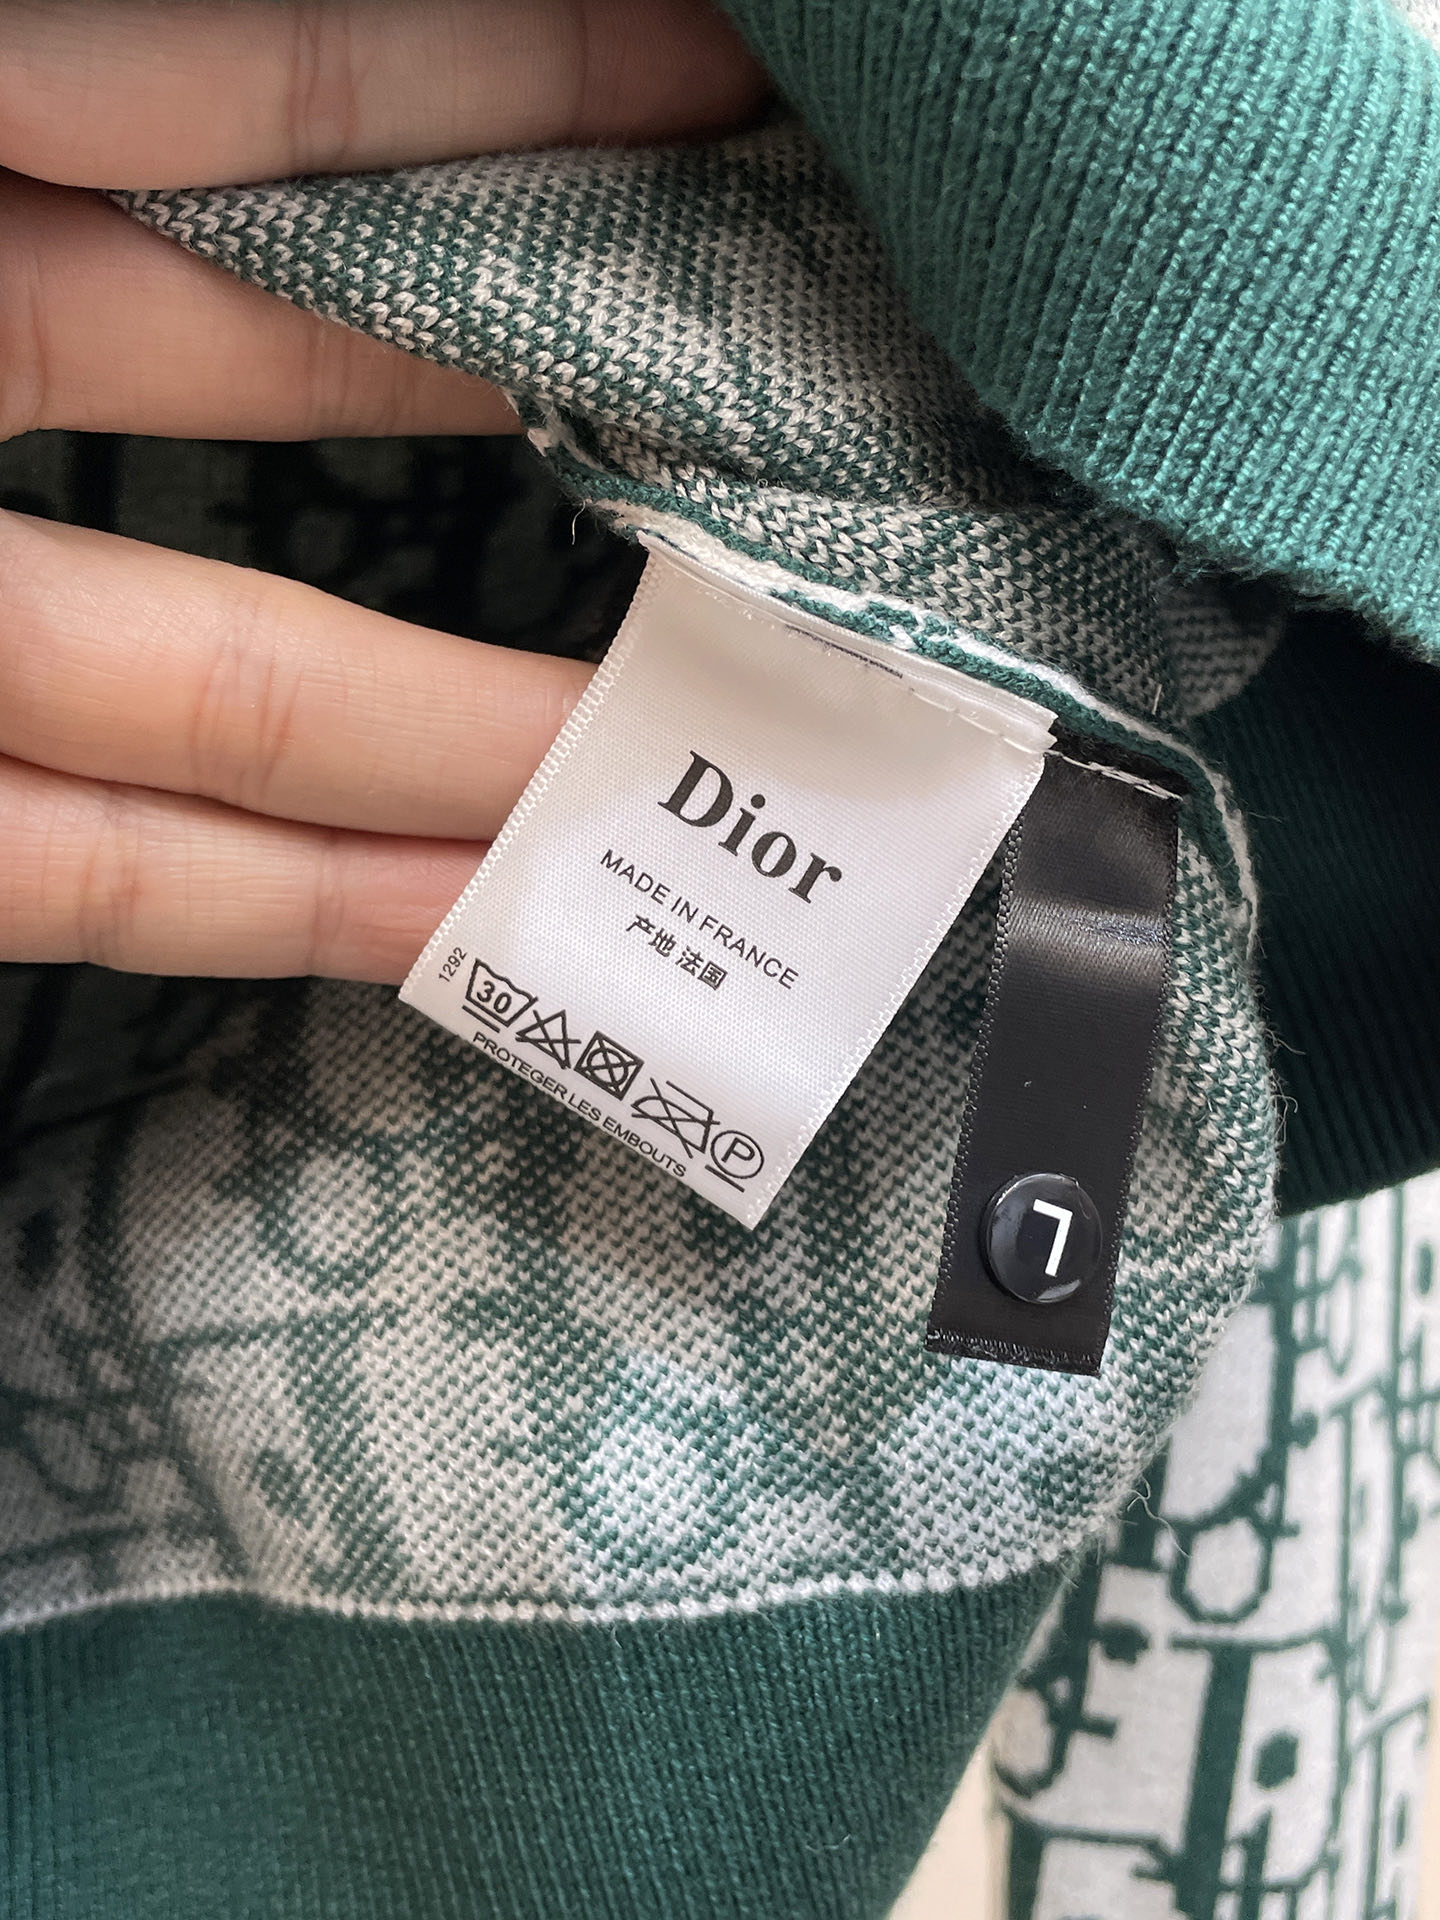 Dior
MADE IN FRANCE
产地 法国
1292
30
P
PROTEGER LES EMBOUTS
L